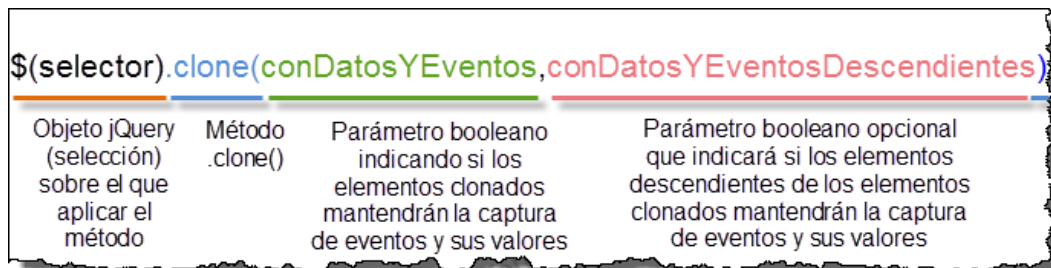 $(selector).clone(conDatosYEventos,conDatosYEventosDescendientes)
Objeto jQuery
(selección)
sobre el que
aplicar el
método
Método
.clone()
Parámetro booleano
indicando si los
elementos clonados
mantendrán la captura
de eventos y sus valores
Parámetro booleano opcional
que indicará si los elementos
descendientes de los elementos
clonados mantendrán la captura
de eventos y sus valores